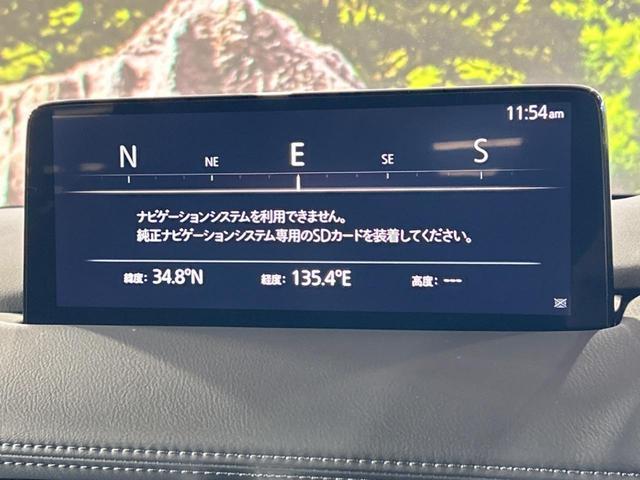 11:54am
N NE E SE S
ナビゲーションシステムを利用できません。
純正ナビゲーションシステム専用のSDカードを装着してください。
緯度: 34.8°N 経度: 135.4°E 高度: ---